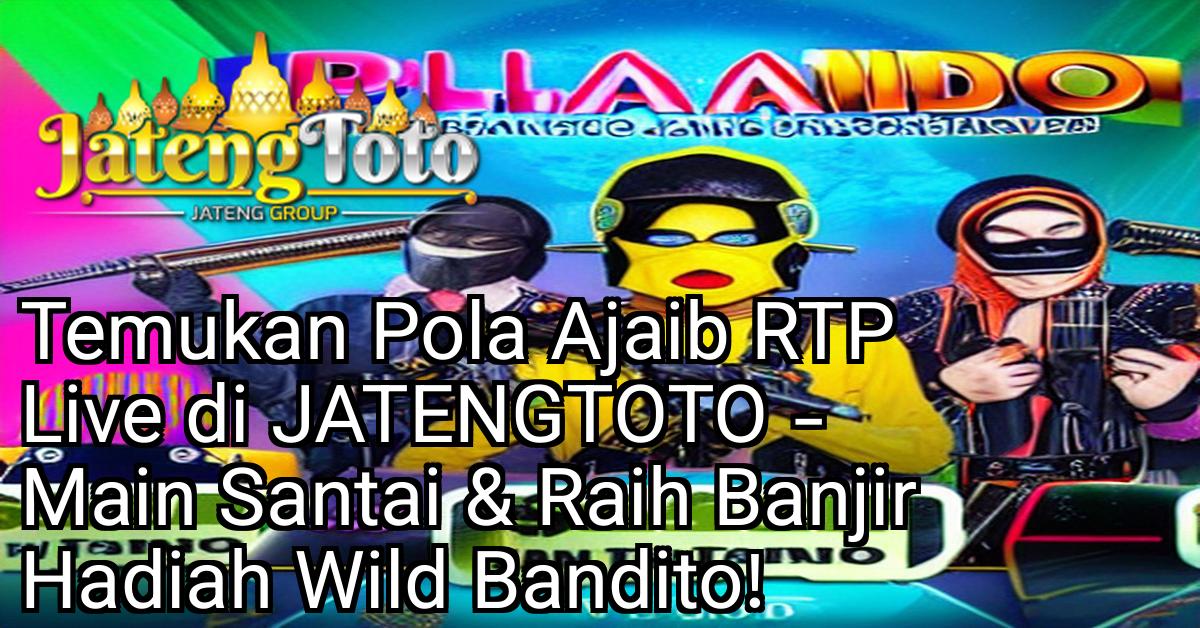 JatengToto
JATENG GROUP
Temukan Pola Ajaib RTP
Live di JATENGTOTO -
Main Santai & Raih Banjir
Hadiah Wild Bandito!